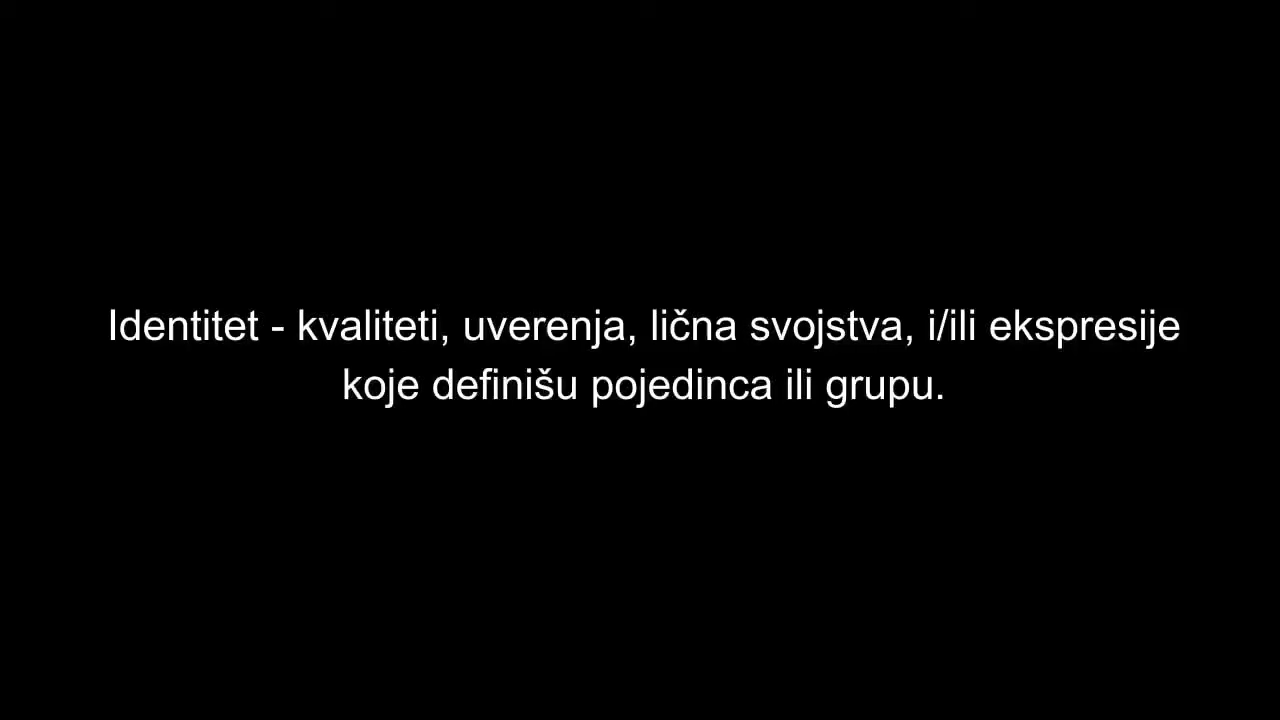 Identitet - kvaliteti, uverenja, lična svojstva, i/ili ekspresije
koje definišu pojedinca ili grupu.